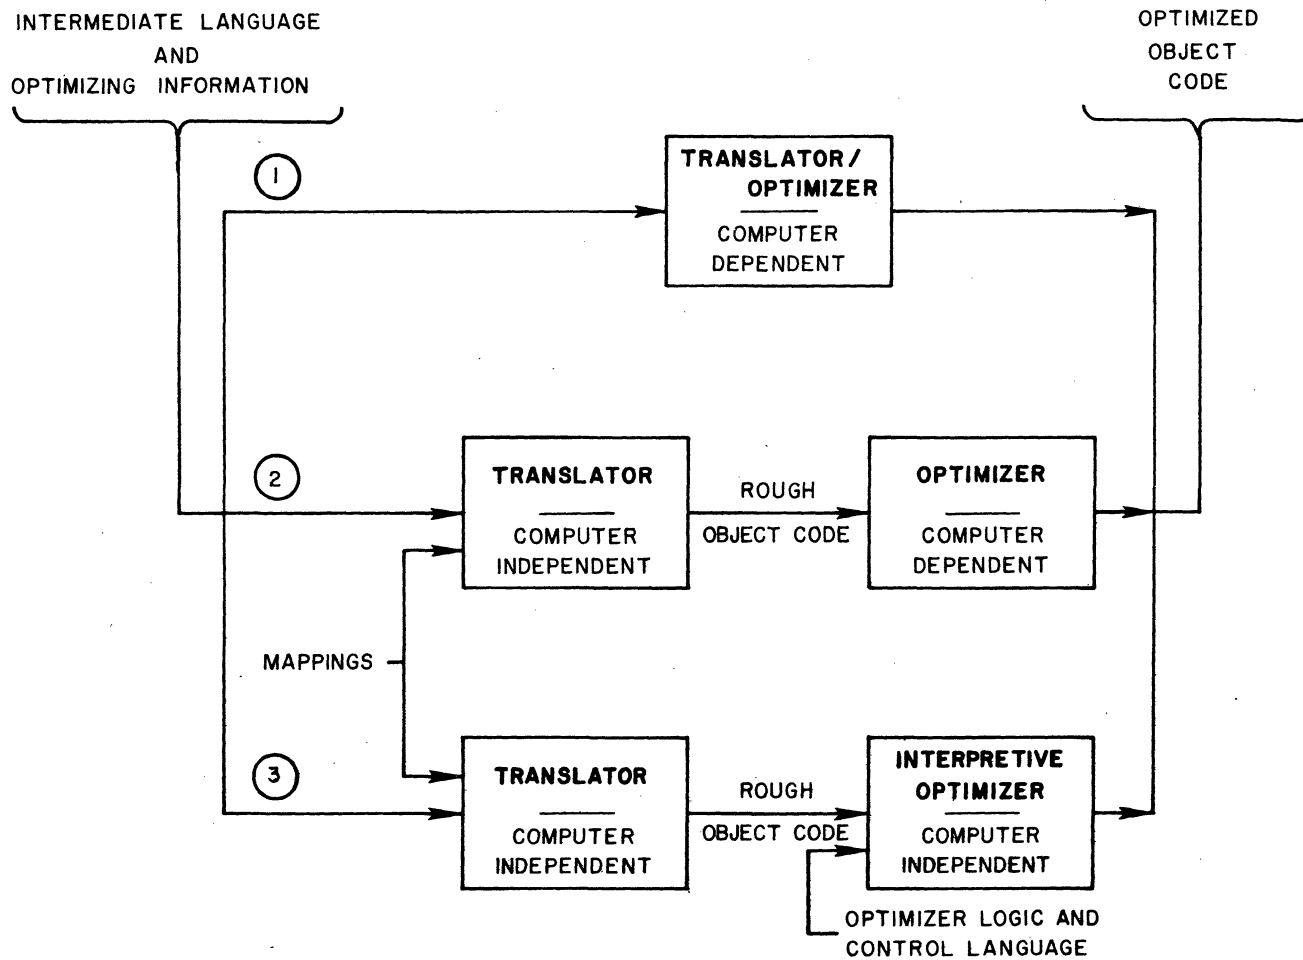 INTERMEDIATE LANGUAGE
AND
OPTIMIZING INFORMATION
OPTIMIZED
OBJECT
CODE
1
TRANSLATOR/
OPTIMIZER
COMPUTER
DEPENDENT
2
TRANSLATOR
COMPUTER
INDEPENDENT
ROUGH
OBJECT CODE
OPTIMIZER
COMPUTER
DEPENDENT
MAPPINGS
3
TRANSLATOR
COMPUTER
INDEPENDENT
ROUGH
OBJECT CODE
INTERPRETIVE
OPTIMIZER
COMPUTER
INDEPENDENT
OPTIMIZER LOGIC AND
CONTROL LANGUAGE